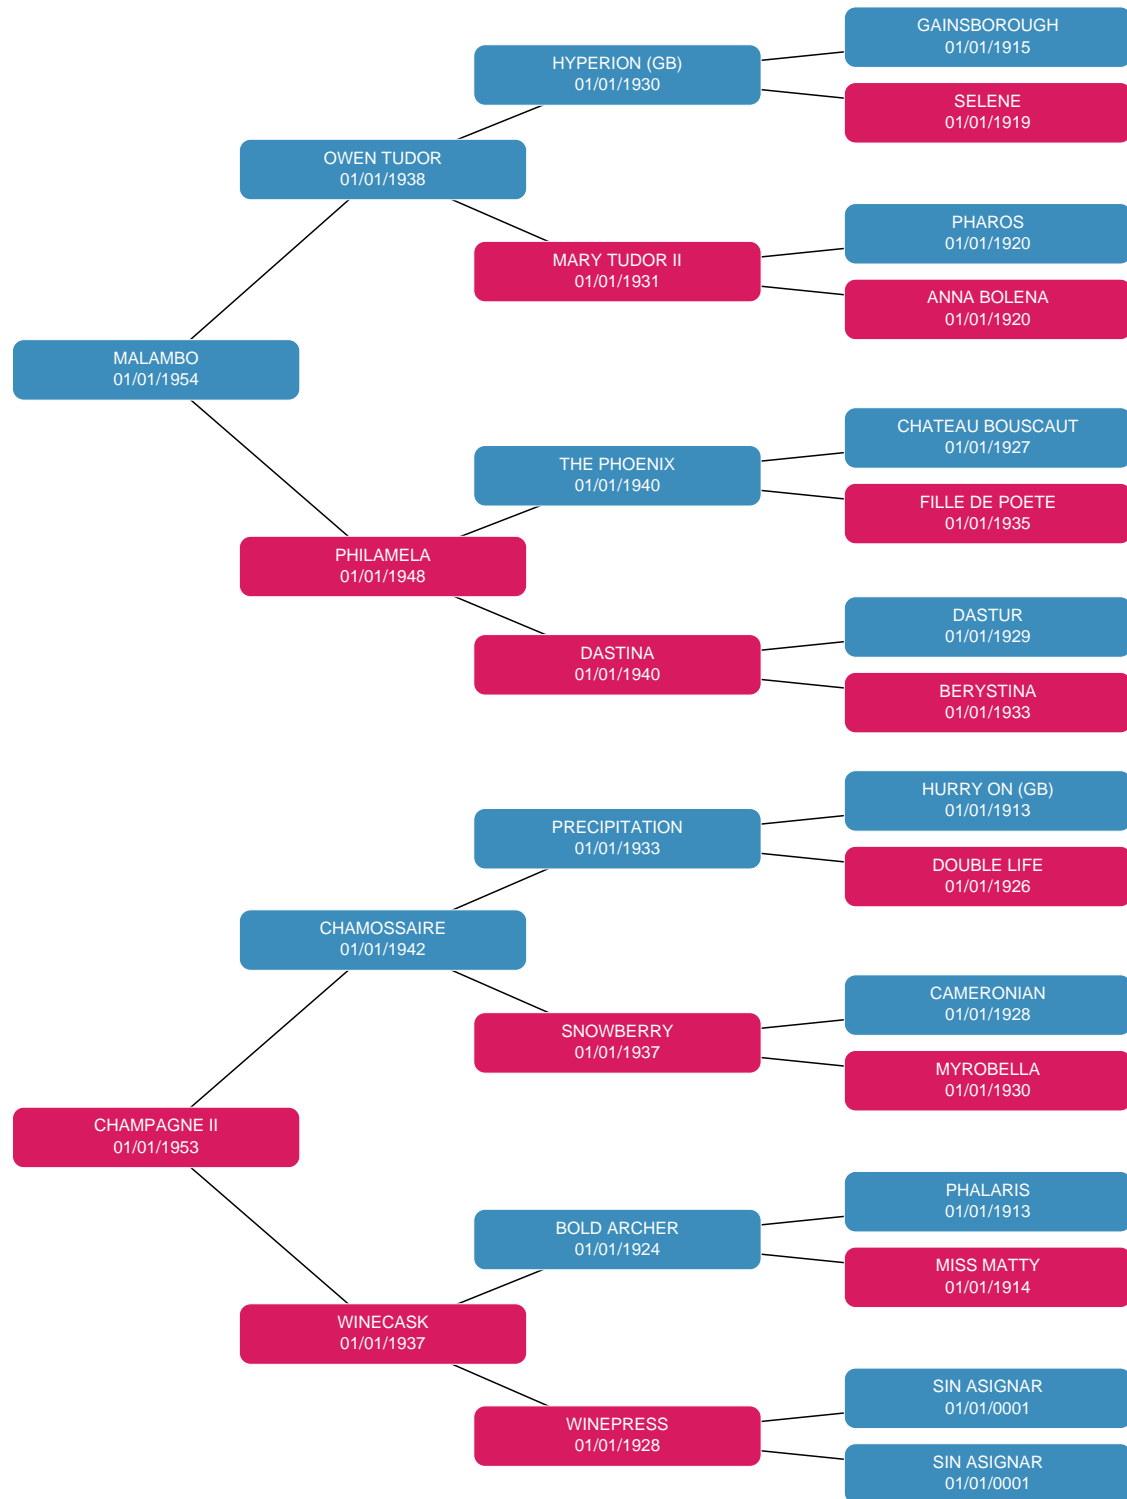 GAINSBOROUGH
01/01/1915
HYPERION (GB)
01/01/1930
SELENE
01/01/1919
OWEN TUDOR
01/01/1938
PHAROS
01/01/1920
MARY TUDOR II
01/01/1931
ANNA BOLENA
01/01/1920
MALAMBO
01/01/1954
CHATEAU BOUSCAUT
01/01/1927
THE PHOENIX
01/01/1940
FILLE DE POETE
01/01/1935
PHILAMELA
01/01/1948
DASTUR
01/01/1929
DASTINA
01/01/1940
BERYSTINA
01/01/1933
HURRY ON (GB)
01/01/1913
PRECIPITATION
01/01/1933
DOUBLE LIFE
01/01/1926
CHAMOSSAIRE
01/01/1942
CAMERONIAN
01/01/1928
SNOWBERRY
01/01/1937
MYROBELLA
01/01/1930
CHAMPAGNE II
01/01/1953
PHALARIS
01/01/1913
BOLD ARCHER
01/01/1924
MISS MATTY
01/01/1914
WINECASK
01/01/1937
SIN ASIGNAR
01/01/0001
WINEPRESS
01/01/1928
SIN ASIGNAR
01/01/0001